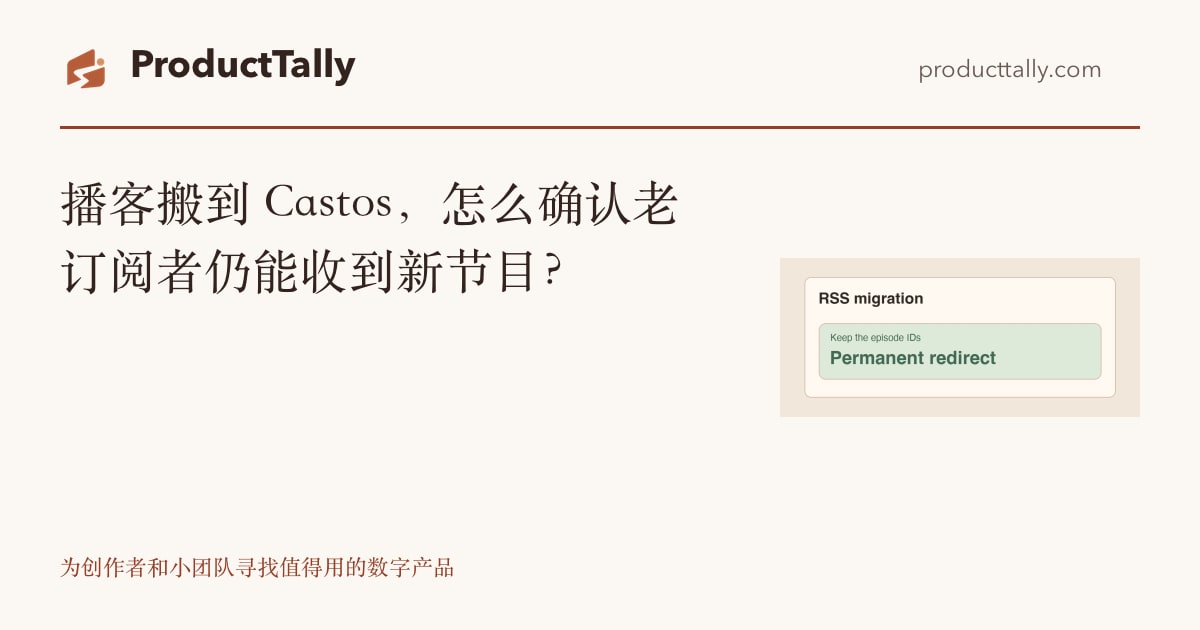 ProductTally
producttally.com
播客搬到 Castos，怎么确认老
订阅者仍能收到新节目？
RSS migration
Keep the episode IDs
Permanent redirect
为创作者和小团队寻找值得用的数字产品